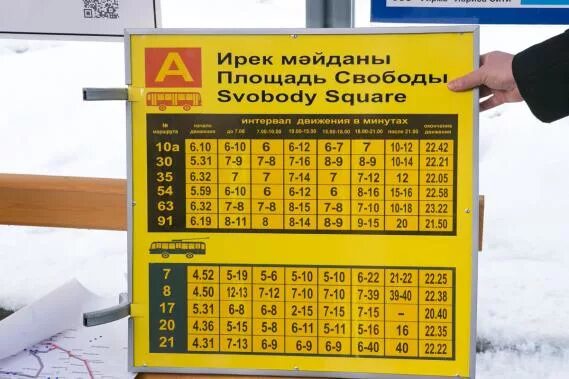 А
Ирек мәйданы
Площадь Свободы
Svobody Square
№ маршрута начало движения интервал движения в минутах окончание движения
до 7.00 7.00-10.00 10.00-15.00 15.00-18.00 18.00-21.00 после 21.00
10а 6.10 6-10 6 6-12 6-7 7 10-12 22.42
30 5.31 7-9 7-8 7-16 8-9 8-9 10-14 22.21
35 6.32 7 7 7-14 7 7-12 12 22.05
54 5.59 6-10 6 6-12 6 8-16 15-16 22.58
63 6.32 7-8 7-8 8-15 7-8 7-10 10-18 23.22
91 6.19 8-11 8 8-14 8-9 9-15 20 21.50
7 4.52 5-19 5-6 5-10 5-10 6-22 21-22 22.25
8 4.50 12-13 7-12 7-10 7-10 7-39 39-40 22.38
17 5.31 6-8 6-8 2-15 7-10 7-15 – 20.40
20 4.36 5-15 5-8 6-11 5-11 5-15 16 22.35
21 4.31 7-13 6-9 6-9 6-9 6-40 40 22.22